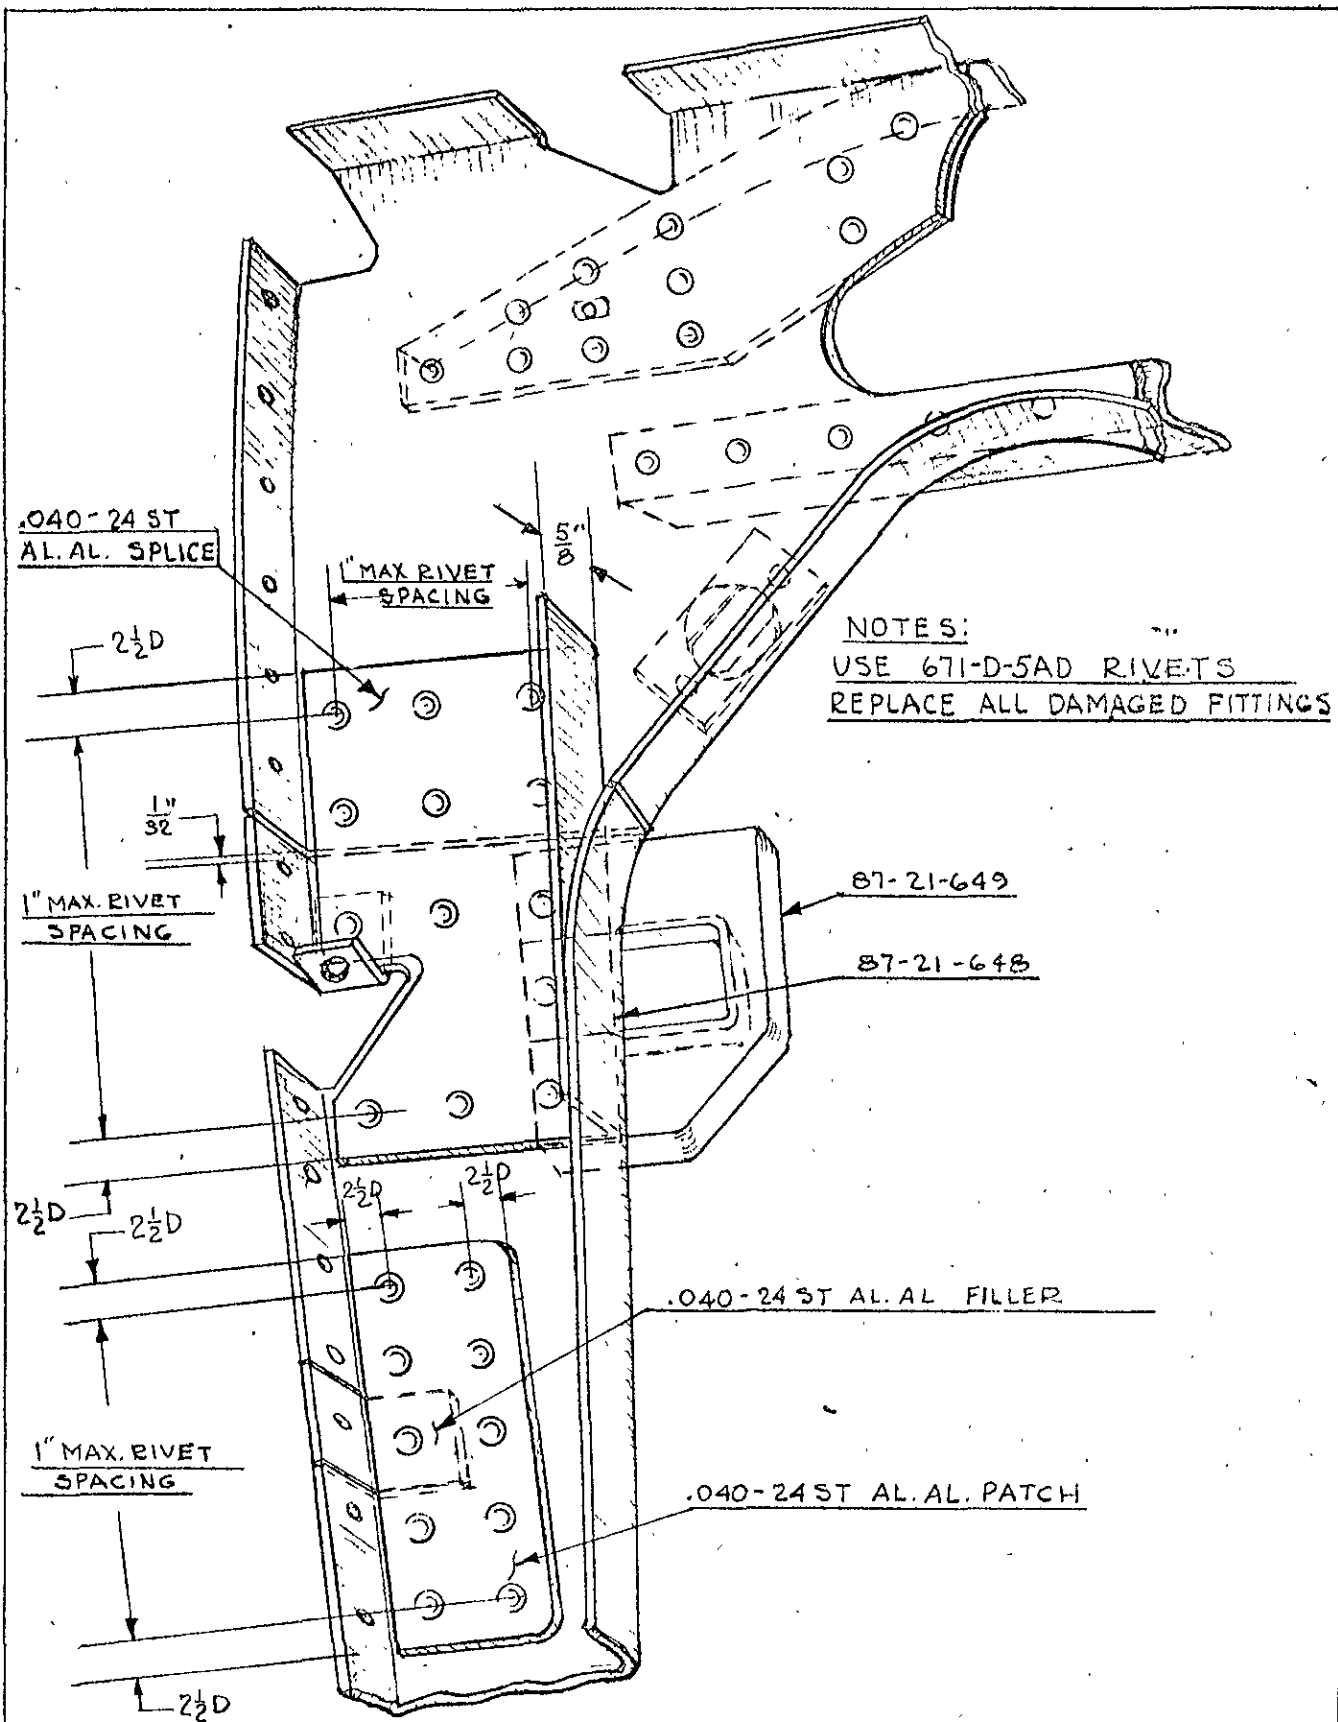 .040-24 ST
AL. AL. SPLICE
1" MAX RIVET
SPACING
5/8"
2½D
NOTES:
USE 671-D-5AD RIVETS
REPLACE ALL DAMAGED FITTINGS
1/32"
1" MAX. RIVET
SPACING
87-21-649
87-21-648
2½D
2½D
2½D
2½D
.040-24 ST AL. AL FILLER
1" MAX. RIVET
SPACING
.040-24 ST AL. AL. PATCH
2½D